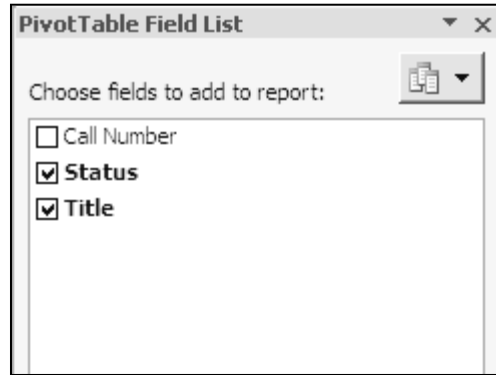 PivotTable Field List
Choose fields to add to report:
Call Number
Status
Title